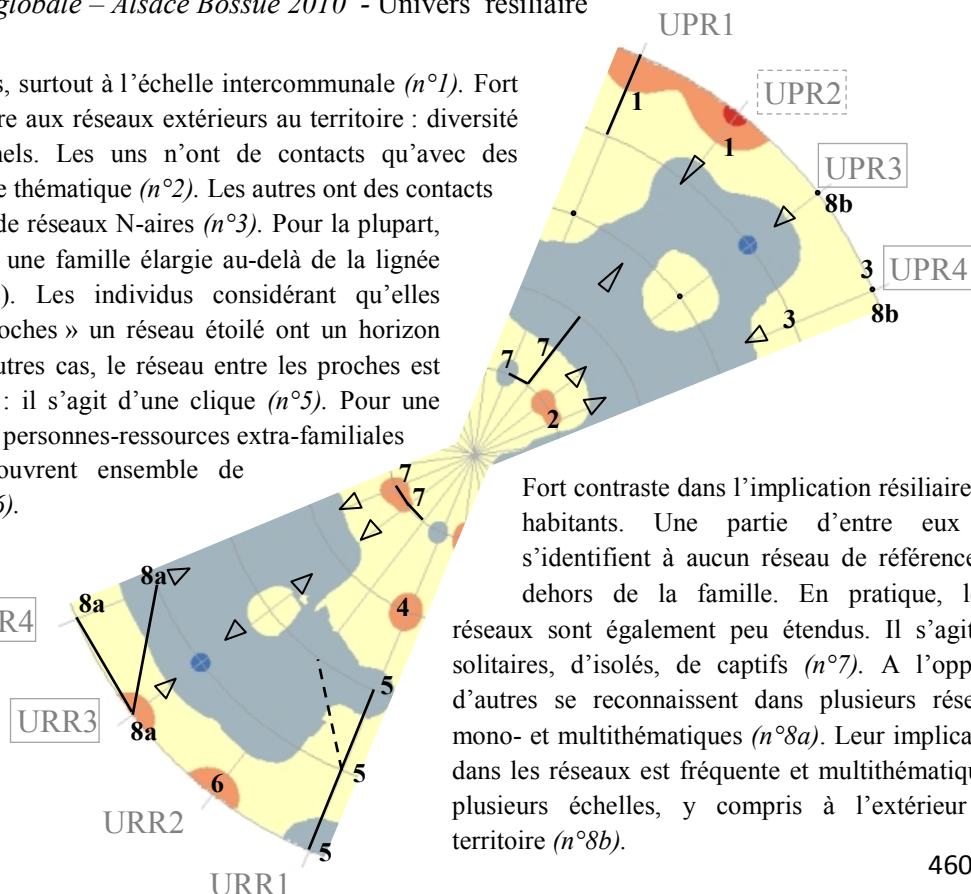 globale – Alsace Bossue 2010 - Univers résiliaire
UPR1
s, surtout à l'échelle intercommunale (n°1). Fort
re aux réseaux extérieurs au territoire : diversité
nels. Les uns n'ont de contacts qu'avec des
e thématique (n°2). Les autres ont des contacts
de réseaux N-aires (n°3). Pour la plupart,
une famille élargie au-delà de la lignée
). Les individus considérant qu'elles
oches » un réseau étoilé ont un horizon
utres cas, le réseau entre les proches est
: il s'agit d'une clique (n°5). Pour une
personnes-ressources extra-familiales
ouvrent ensemble de
6).
1
UPR2
1
UPR3
8b
3
UPR4
3
8b
7
7
2
7
7
4
8a
8a
R4
5
URR3
8a
5
6
URR2
5
URR1
Fort contraste dans l'implication résiliaire
habitants. Une partie d'entre eux
s'identifient à aucun réseau de référence
dehors de la famille. En pratique, le
réseaux sont également peu étendus. Il s'agit
solitaires, d'isolés, de captifs (n°7). A l'opp
d'autres se reconnaissent dans plusieurs rése
mono- et multithématiques (n°8a). Leur implica
dans les réseaux est fréquente et multithématiqu
plusieurs échelles, y compris à l'extérieur
territoire (n°8b).
460